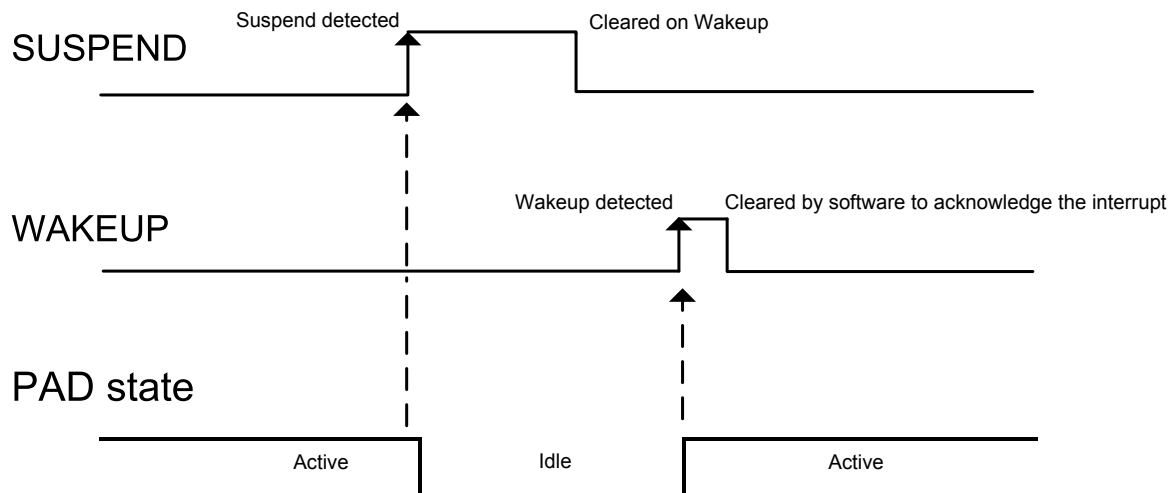 Suspend detected
Cleared on Wakeup
SUSPEND
Wakeup detected
Cleared by software to acknowledge the interrupt
WAKEUP
PAD state
Active
Idle
Active